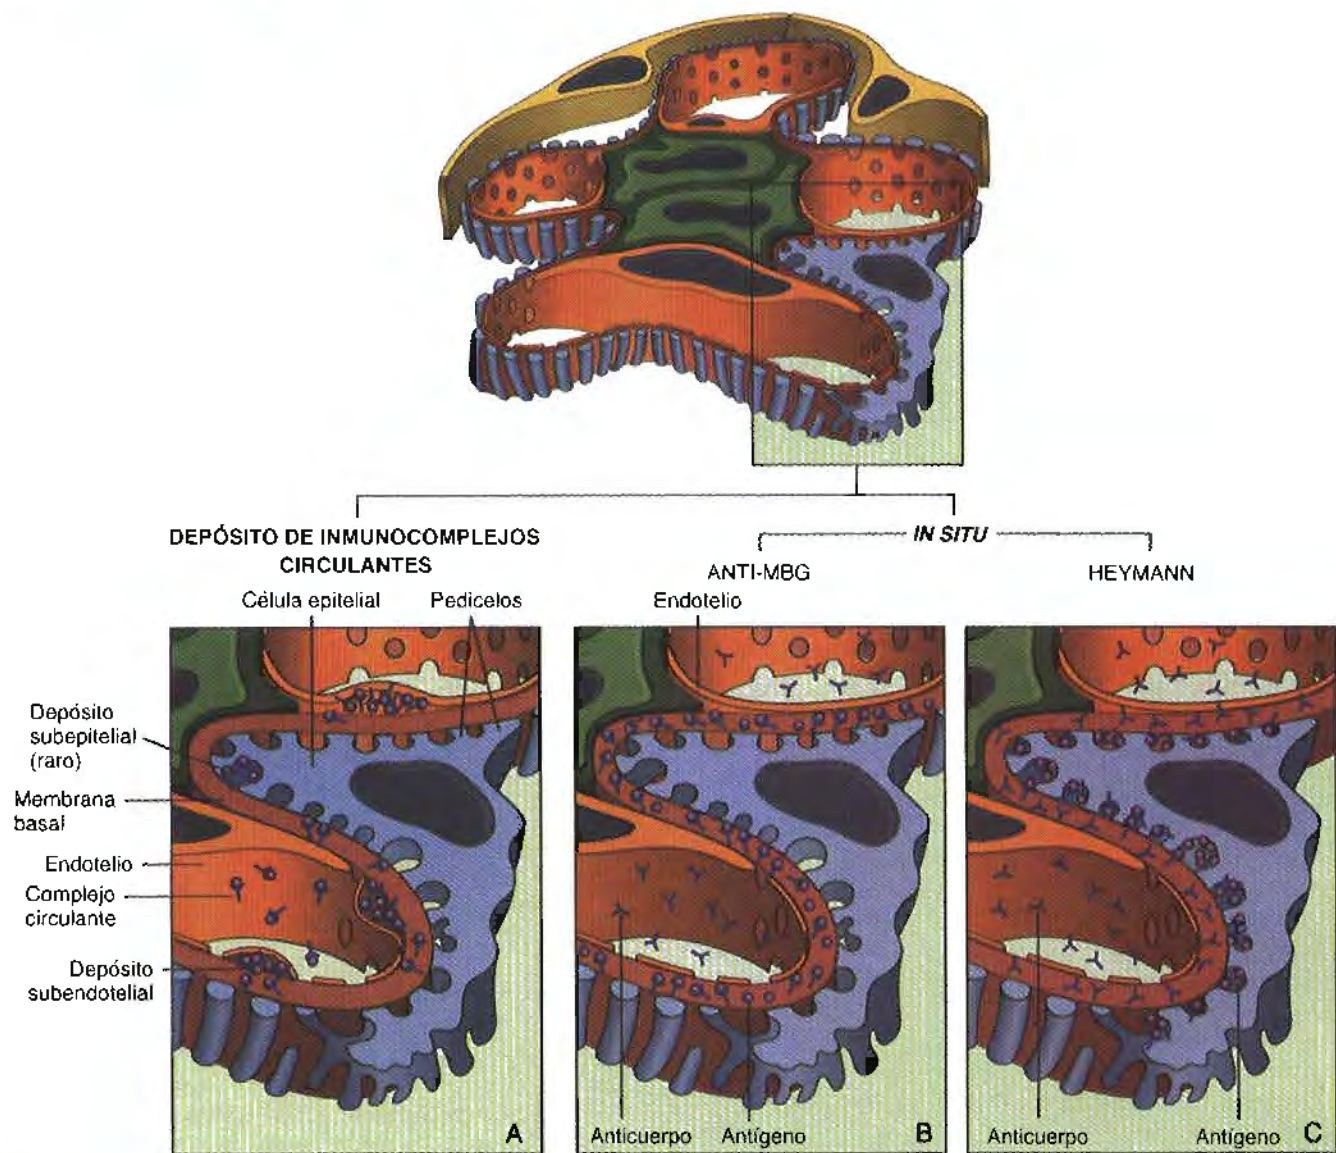 DEPÓSITO DE INMUNOCOMPLEJOS
CIRCULANTES
IN SITU
ANTI-MBG
HEYMANN
Célula epitelial
Pedicelos
Endotelio
Depósito
subepitelial
(raro)
Membrana
basal
Endotelio
Complejo
circulante
Depósito
subendotelial
A
Anticuerpo
Antígeno
B
Anticuerpo
Antígeno
C